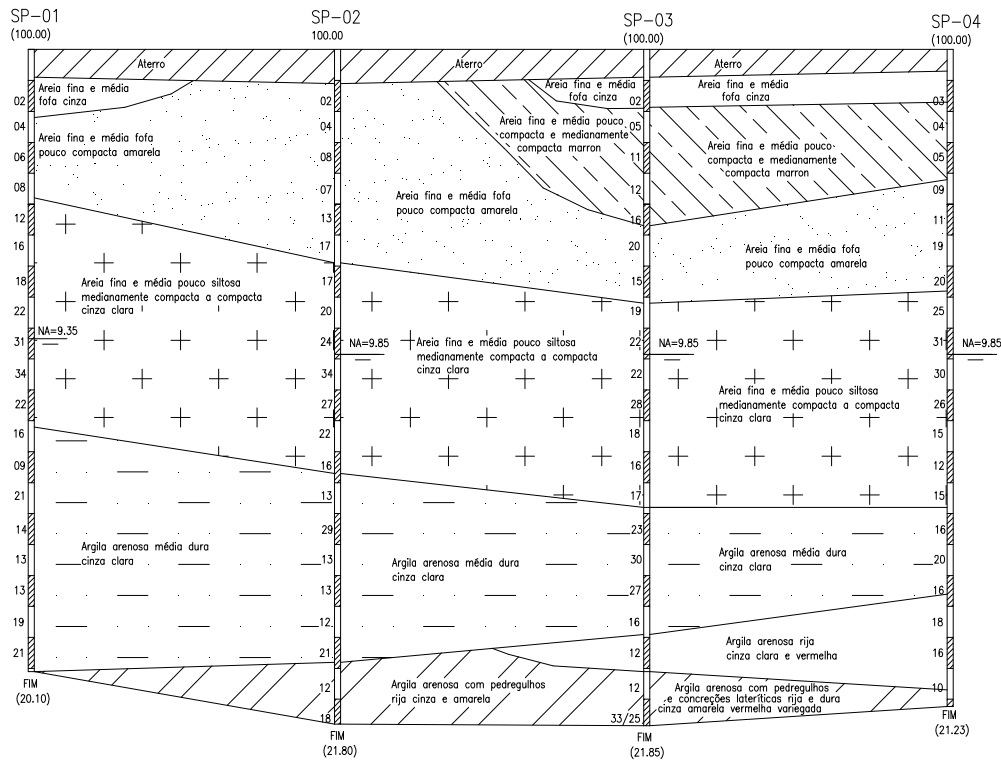 SP-01
(100.00)
SP-02
100.00
SP-03
(100.00)
SP-04
(100.00)
Aterro
Aterro
Aterro
Areia fina e média
fofa cinza
Areia fina e média fofa
pouco compacta amarela
Areia fina e média pouco siltosa
medianamente compacta a compacta
cinza clara
Argila arenosa média dura
cinza clara
Areia fina e média
fofa cinza
Areia fina e média pouco
compacta e medianamente
compacta marron
Areia fina e média fofa
pouco compacta amarela
Areia fina e média pouco siltosa
medianamente compacta a compacta
cinza clara
Argila arenosa média dura
cinza clara
Argila arenosa com pedregulhos
rija cinza e amarela
Areia fina e média
fofa cinza
Areia fina e média pouco
compacta e medianamente
compacta marron
Areia fina e média fofa
pouco compacta amarela
Areia fina e média pouco siltosa
medianamente compacta a compacta
cinza clara
Argila arenosa média dura
cinza clara
Argila arenosa rija
cinza clara e vermelha
Argila arenosa com pedregulhos
e concreções lateríticas rija e dura
cinza amarela vermelha variegada
02
04
06
08
12
16
18
22
31
34
22
16
09
21
14
13
13
19
21
02
04
08
07
13
17
17
20
24
34
27
22
16
13
29
13
13
12
21
12
18
02
05
11
12
16
20
15
19
22
22
28
18
16
17
23
30
27
16
12
12
33/25
03
04
05
09
11
19
20
25
31
30
26
15
12
15
16
20
16
18
16
10
NA=9.35
NA=9.85
NA=9.85
NA=9.85
FIM
(20.10)
FIM
(21.80)
FIM
(21.85)
FIM
(21.23)